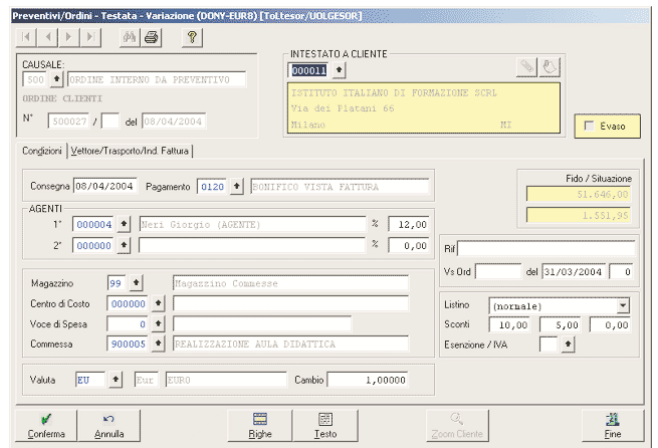 Preventivi/Ordini - Testata - Variazione (DONY-EUR8) [ToI.tesor/UOLGESOR]
CAUSALE:
500 ORDINE INTERNO DA PREVENTIVO
ORDINE CLIENTI
N° 500027 / del 08/04/2004
INTESTATO A CLIENTE
000011
ISTITUTO ITALIANO DI FORMAZIONE SCRL
Via dei Platani 66
Milano MI
Evaso
Condizioni Vettore/Trasporto/Ind. Fattura
Consegna 08/04/2004 Pagamento 0120 BONIFICO VISTA FATTURA
Fido / Situazione
51.646,00
1.551,95
AGENTI
1° 000004 Neri Giorgio (AGENTE) % 12,00
2° 000000 % 0,00
Rif
Vs Ord del 31/03/2004 0
Magazzino 99 Magazzino Commesse
Centro di Costo 000000
Voce di Spesa 0
Commessa 900005 REALIZZAZIONE AULA DIDATTICA
Listino (normale)
Sconti 10,00 5,00 0,00
Esenzione / IVA
Valuta EU Eur EURO Cambio 1,00000
Conferma Annulla Righe Testo Zoom Cliente Fine